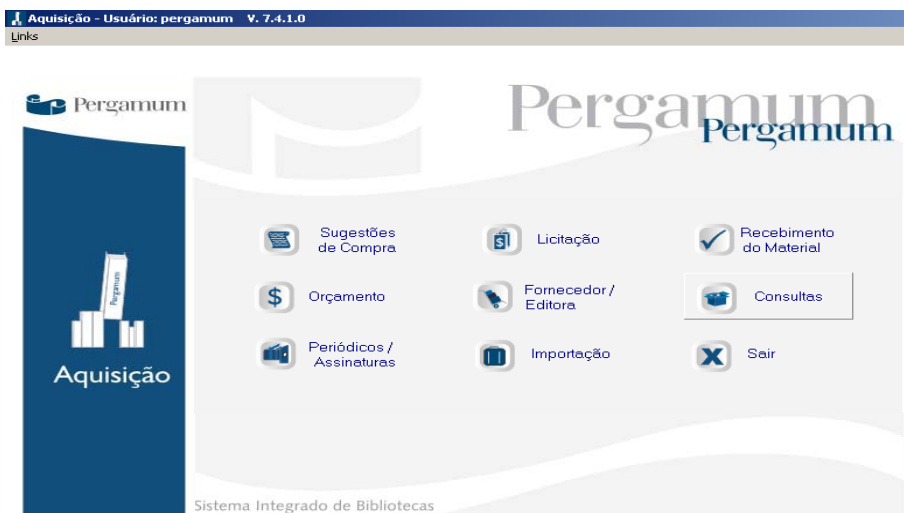 Aquisição - Usuário: pergamum V. 7.4.1.0
Links
Pergamum
Pergamum
Pergamum
Pergamum
Aquisição
Sugestões
de Compra
Licitação
Recebimento
do Material
Orçamento
Fornecedor /
Editora
Consultas
Periódicos /
Assinaturas
Importação
Sair
Sistema Integrado de Bibliotecas